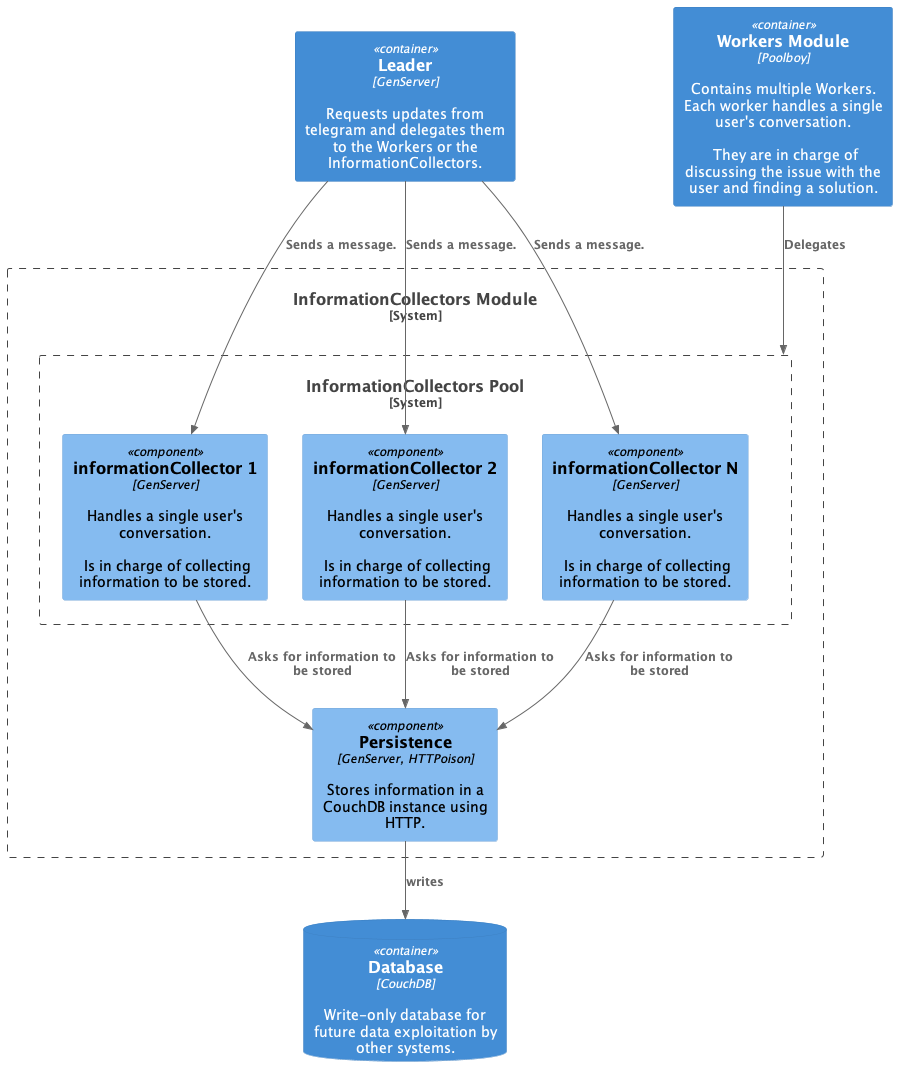 «container»
Leader
[GenServer]
Requests updates from
telegram and delegates them
to the Workers or the
InformationCollectors.
«container»
Workers Module
[Poolboy]
Contains multiple Workers.
Each worker handles a single
user's conversation.
They are in charge of
discussing the issue with the
user and finding a solution.
Sends a message.
Sends a message.
Sends a message.
Delegates
InformationCollectors Module
[System]
InformationCollectors Pool
[System]
«component»
informationCollector 1
[GenServer]
Handles a single user's
conversation.
Is in charge of collecting
information to be stored.
«component»
informationCollector 2
[GenServer]
Handles a single user's
conversation.
Is in charge of collecting
information to be stored.
«component»
informationCollector N
[GenServer]
Handles a single user's
conversation.
Is in charge of collecting
information to be stored.
Asks for information to
be stored
Asks for information to
be stored
Asks for information to
be stored
«component»
Persistence
[GenServer, HTTPoison]
Stores information in a
CouchDB instance using
HTTP.
writes
«container»
Database
[CouchDB]
Write-only database for
future data exploitation by
other systems.